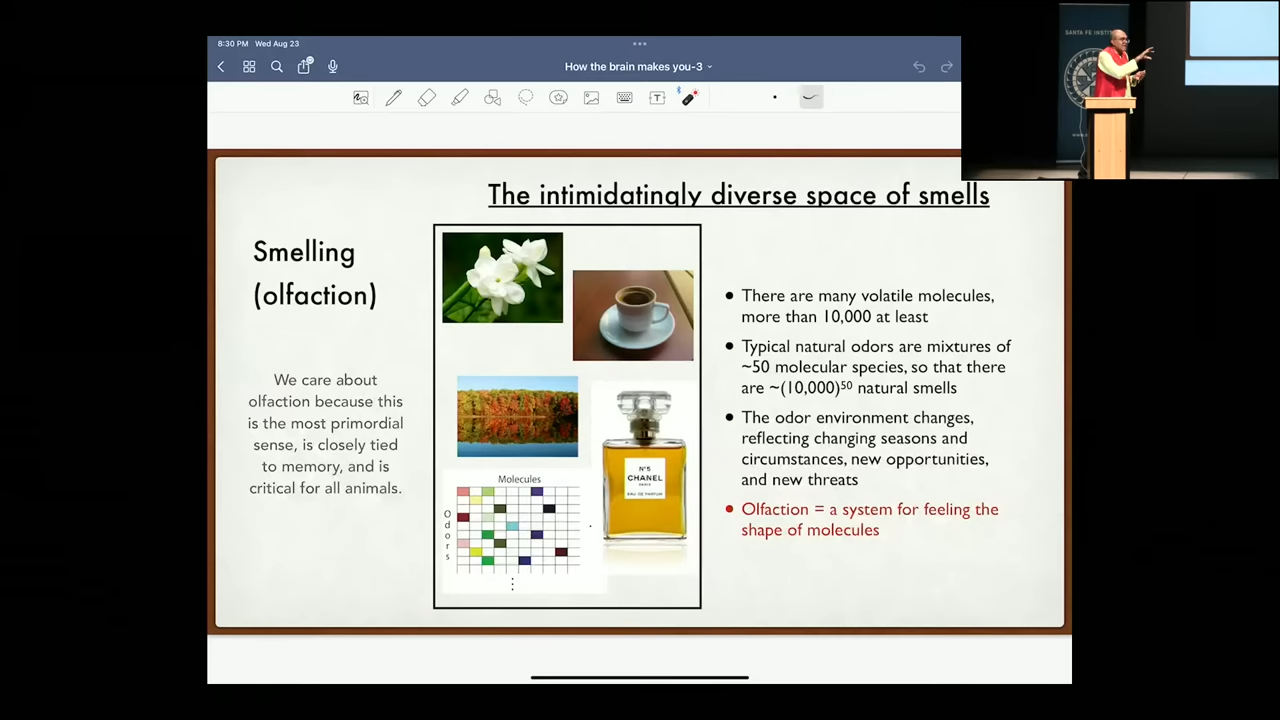 8:30 PM Wed Aug 23
How the brain makes you-3
SANTA FE INSTI
The intimidatingly diverse space of smells
Smelling
(olfaction)
We care about
olfaction because this
is the most primordial
sense, is closely tied
to memory, and is
critical for all animals.
N°5
CHANEL
PARIS
EAU DE PARFUM
Molecules
Odors
• There are many volatile molecules,
more than 10,000 at least
• Typical natural odors are mixtures of
~50 molecular species, so that there
are ~(10,000)⁵⁰ natural smells
• The odor environment changes,
reflecting changing seasons and
circumstances, new opportunities,
and new threats
• Olfaction = a system for feeling the
shape of molecules